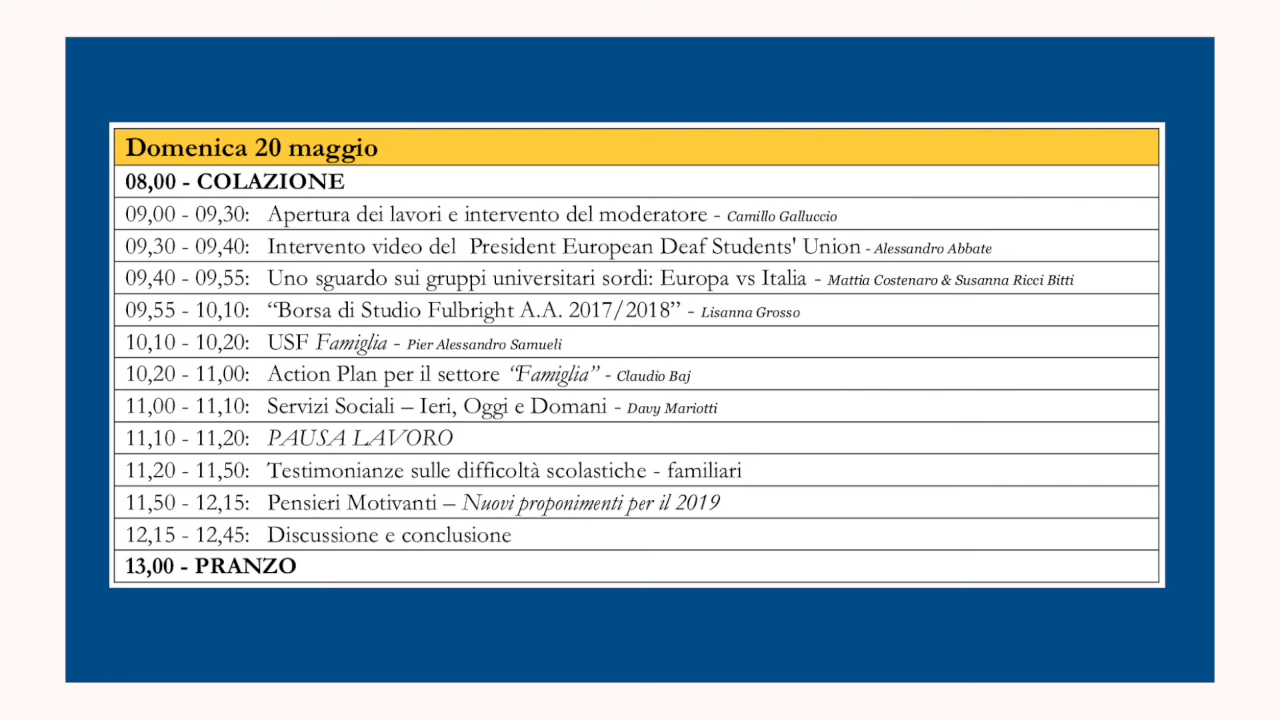 Domenica 20 maggio
08,00 - COLAZIONE
09,00 - 09,30: Apertura dei lavori e intervento del moderatore - Camillo Galluccio
09,30 - 09,40: Intervento video del President European Deaf Students' Union - Alessandro Abbate
09,40 - 09,55: Uno sguardo sui gruppi universitari sordi: Europa vs Italia - Mattia Costenaro & Susanna Ricci Bitti
09,55 - 10,10: “Borsa di Studio Fulbright A.A. 2017/2018” - Lisanna Grosso
10,10 - 10,20: USF Famiglia - Pier Alessandro Samueli
10,20 - 11,00: Action Plan per il settore “Famiglia” - Claudio Baj
11,00 - 11,10: Servizi Sociali – Ieri, Oggi e Domani - Davy Mariotti
11,10 - 11,20: PAUSA LAVORO
11,20 - 11,50: Testimonianze sulle difficoltà scolastiche - familiari
11,50 - 12,15: Pensieri Motivanti – Nuovi proponimenti per il 2019
12,15 - 12,45: Discussione e conclusione
13,00 - PRANZO